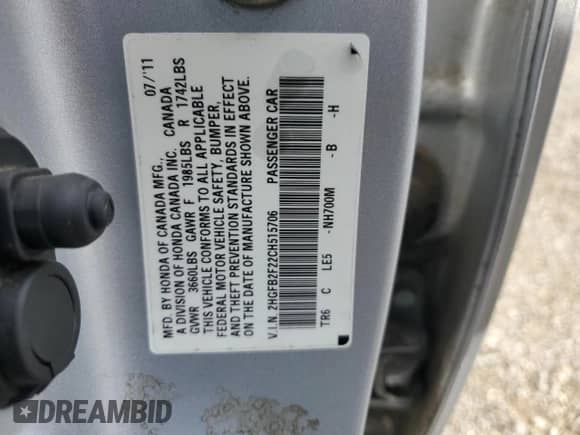 MFD. BY HONDA OF CANADA MFG., 07/'11
A DIVISION OF HONDA CANADA INC. CANADA
GVWR 3660LBS GAWR F 1985LBS R 1742LBS
THIS VEHICLE CONFORMS TO ALL APPLICABLE
FEDERAL MOTOR VEHICLE SAFETY, BUMPER,
AND THEFT PREVENTION STANDARDS IN EFFECT
ON THE DATE OF MANUFACTURE SHOWN ABOVE.
V.I.N. 2HGFB2F22CH515706 PASSENGER CAR
TR6 C LE5 -NH700M -B -H
DREAMBID